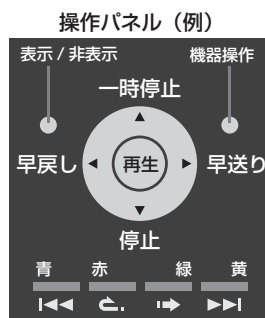 操作パネル（例）
表示 / 非表示 機器操作
一時停止
早戻し 再生 早送り
停止
青 赤 緑 黄